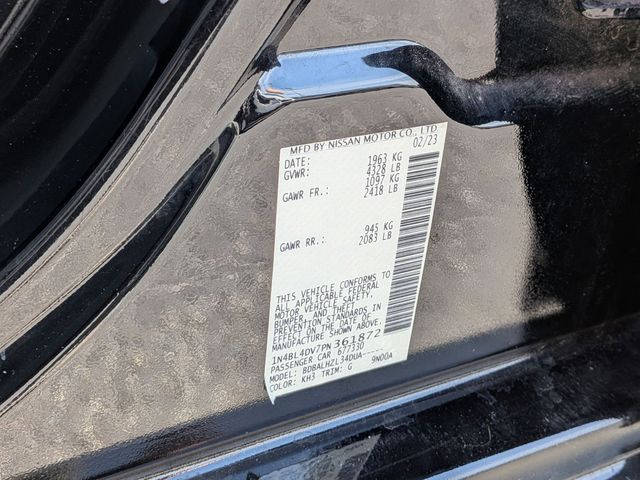 MFD BY NISSAN MOTOR CO., LTD
DATE: 02/23
GVWR: 1963 KG
4328 LB
GAWR FR.: 1097 KG
2418 LB
GAWR RR.: 945 KG
2083 LB
THIS VEHICLE CONFORMS TO
ALL APPLICABLE FEDERAL
MOTOR VEHICLE SAFETY,
BUMPER, AND THEFT
PREVENTION STANDARDS IN
EFFECT ON THE DATE OF
MANUFACTURE SHOWN ABOVE.
1N4BL4DV7PN361872
PASSENGER CAR 677330
MODEL: BDBALHZL34DUA-----
COLOR: KH3 TRIM: G 9N00A